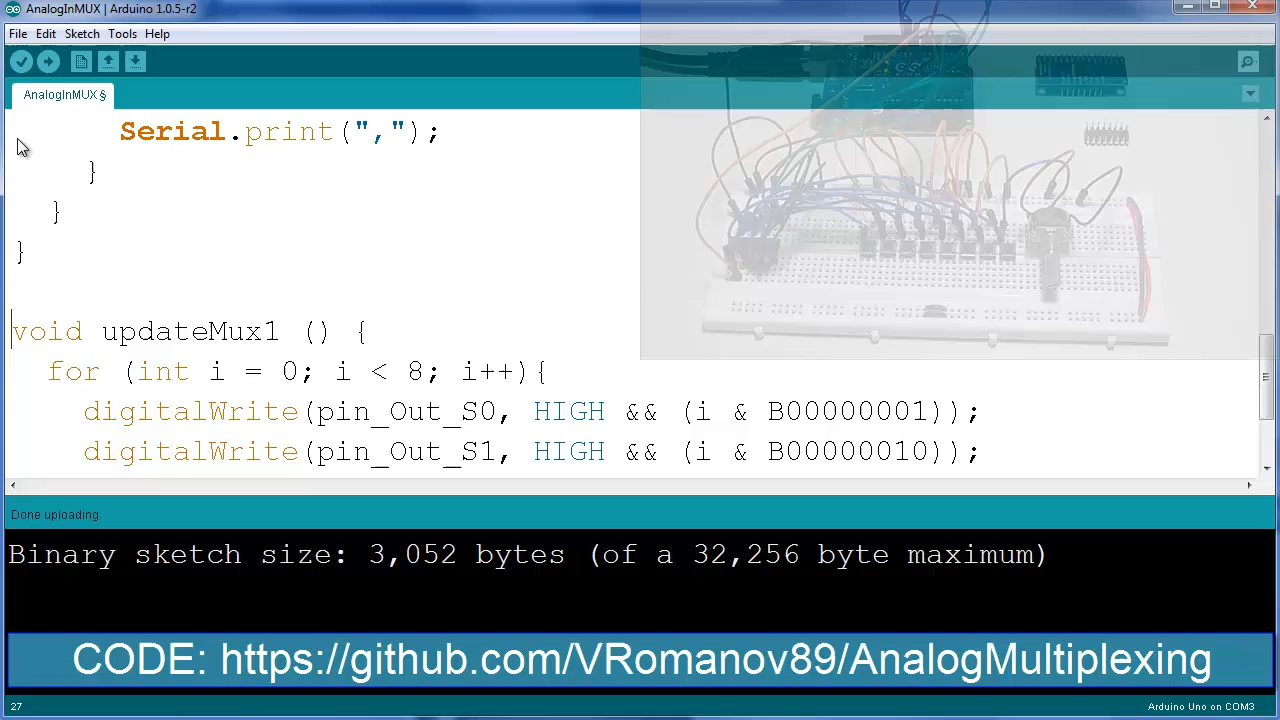 AnalogInMUX | Arduino 1.0.5-r2
File Edit Sketch Tools Help
AnalogInMUX §
Serial.print(",");
}
}
}
void updateMux1 () {
for (int i = 0; i < 8; i++){
digitalWrite(pin_Out_S0, HIGH && (i & B00000001));
digitalWrite(pin_Out_S1, HIGH && (i & B00000010));
Done uploading.
Binary sketch size: 3,052 bytes (of a 32,256 byte maximum)
CODE: https://github.com/VRomanov89/AnalogMultiplexing
27
Arduino Uno on COM3